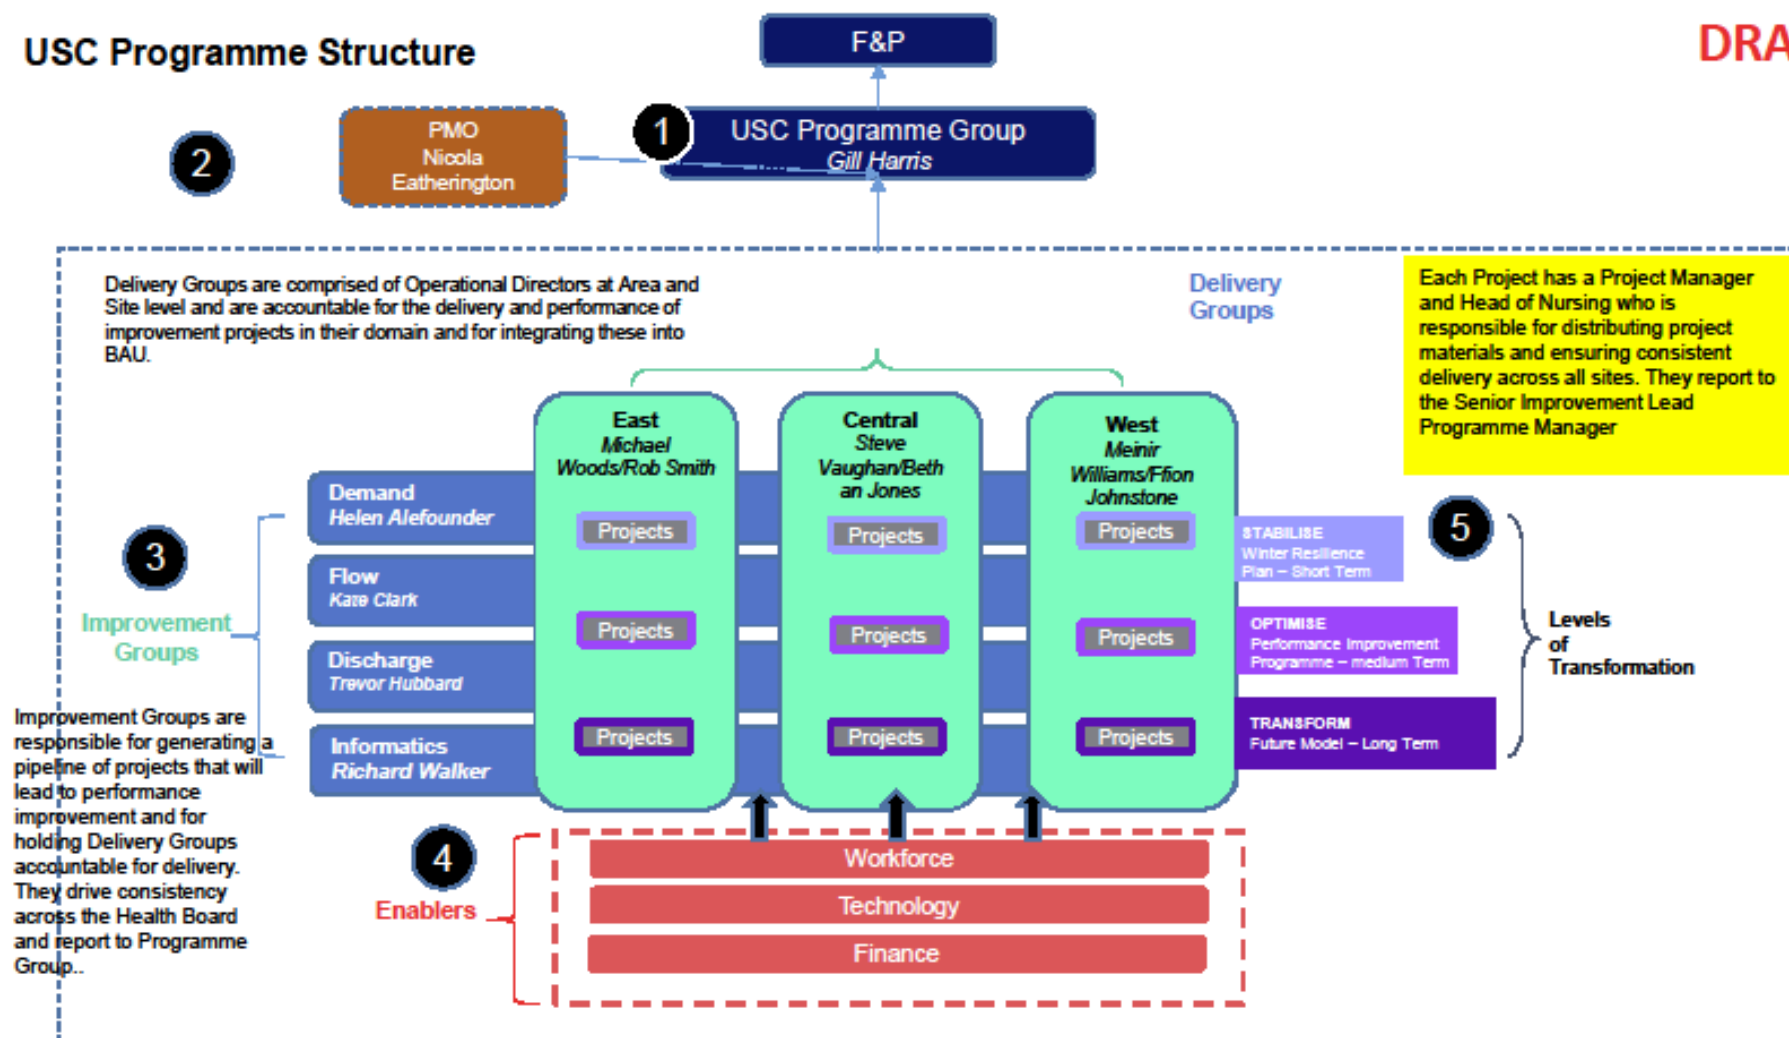 USC Programme Structure
F&P
DRA
1
USC Programme Group
Gill Harris
2
PMO
Nicola
Eatherington
Delivery Groups are comprised of Operational Directors at Area and
Site level and are accountable for the delivery and performance of
improvement projects in their domain and for integrating these into
BAU.
Delivery
Groups
Each Project has a Project Manager
and Head of Nursing who is
responsible for distributing project
materials and ensuring consistent
delivery across all sites. They report to
the Senior Improvement Lead
Programme Manager
East
Michael
Woods/Rob Smith
Central
Steve
Vaughan/Beth
an Jones
West
Meinir
Williams/Ffion
Johnstone
3
Improvement
Groups
Demand
Helen Alefounder
Flow
Kate Clark
Discharge
Trevor Hubbard
Informatics
Richard Walker
Projects
Projects
Projects
Projects
Projects
Projects
Projects
Projects
Projects
STABILISE
Winter Resilience
Plan – Short Term
OPTIMISE
Performance Improvement
Programme – medium Term
TRANSFORM
Future Model – Long Term
5
Levels
of
Transformation
Improvement Groups are
responsible for generating a
pipeline of projects that will
lead to performance
improvement and for
holding Delivery Groups
accountable for delivery.
They drive consistency
across the Health Board
and report to Programme
Group..
4
Enablers
Workforce
Technology
Finance